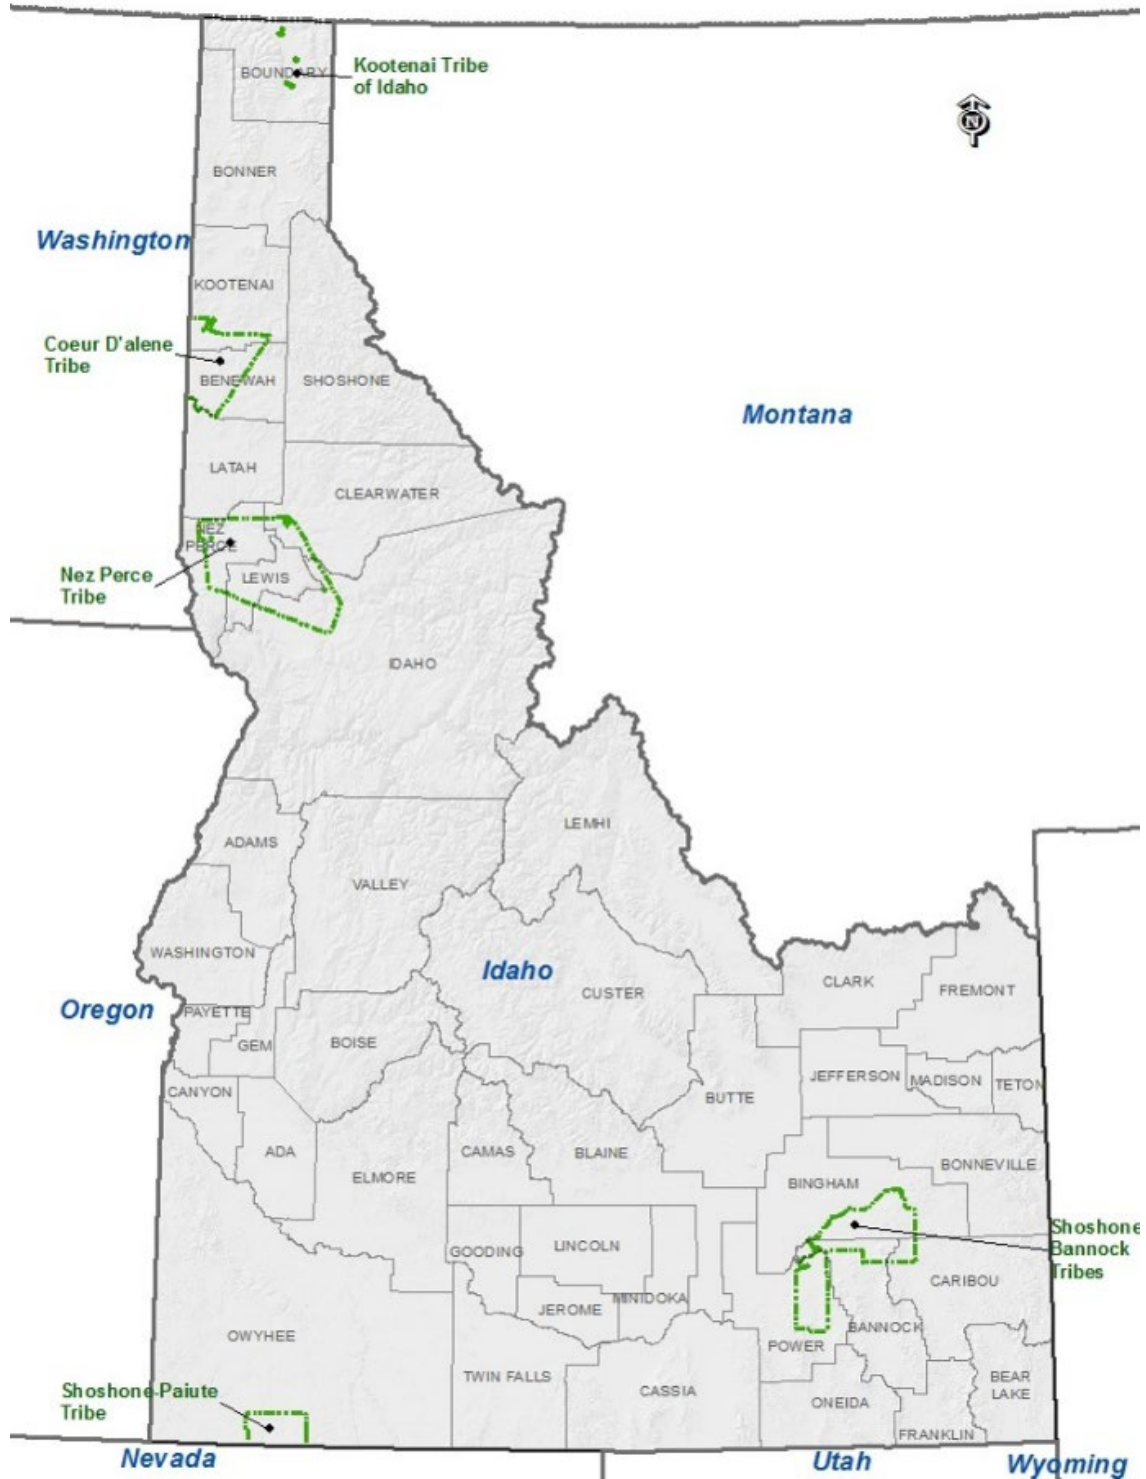 Kootenai Tribe
of Idaho
BOUNDARY
N
BONNER
Washington
KOOTENAI
Coeur D'alene
Tribe
BENEWAH
SHOSHONE
Montana
LATAH
CLEARWATER
NEZ
PERCE
Nez Perce
Tribe
LEWIS
IDAHO
LEMHI
ADAMS
VALLEY
WASHINGTON
Idaho
CUSTER
CLARK
FREMONT
Oregon
PAYETTE
GEM
BOISE
JEFFERSON
MADISON
TETON
CANYON
BUTTE
ADA
CAMAS
BLAINE
BONNEVILLE
ELMORE
BINGHAM
Shoshone
Bannock
Tribes
GOODING
LINCOLN
CARIBOU
MINIDOKA
JEROME
OWYHEE
BANNOCK
POWER
TWIN FALLS
CASSIA
BEAR
LAKE
Shoshone-Paiute
Tribe
ONEIDA
FRANKLIN
Nevada
Utah
Wyoming